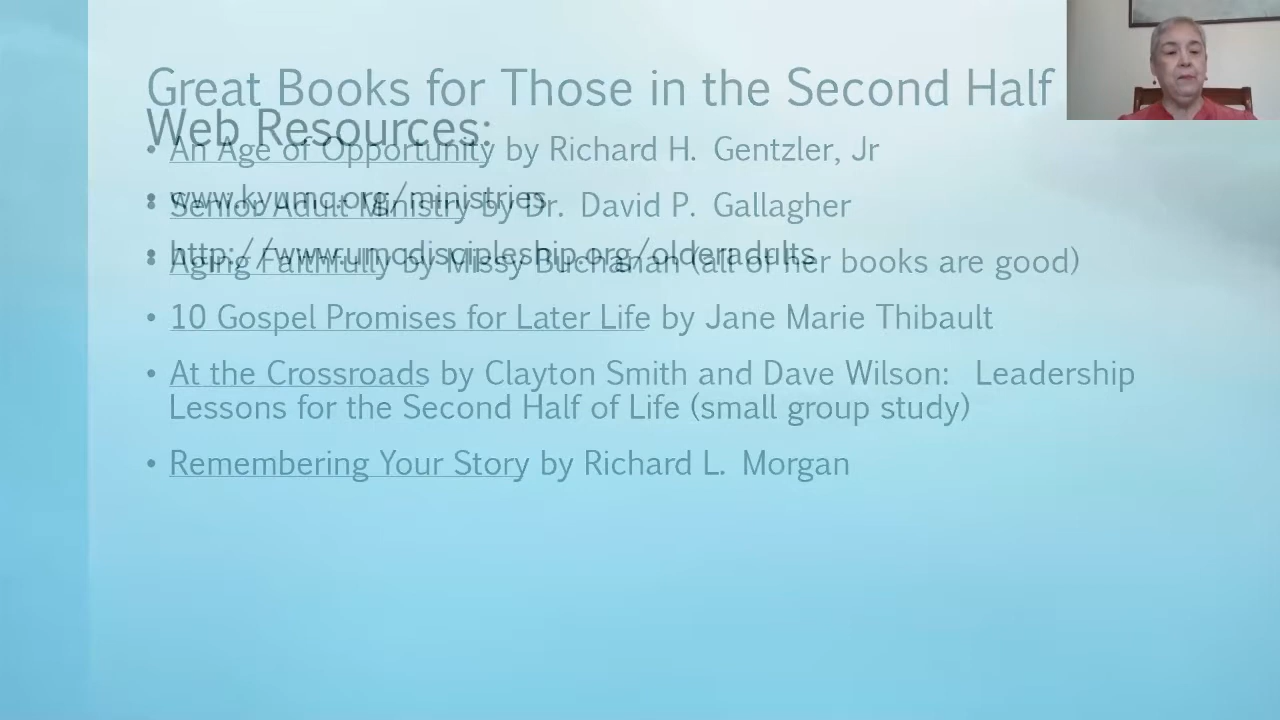 Great Books for Those in the Second Half
Web Resources:
• An Age of Opportunity by Richard H. Gentzler, Jr
• www.kyumc.org/ministries
• Senior Adult Ministry by Dr. David P. Gallagher
• http://www.umcdiscipleship.org/olderadults
• Aging Faithfully by Missy Buchanan (all of her books are good)
• 10 Gospel Promises for Later Life by Jane Marie Thibault
• At the Crossroads by Clayton Smith and Dave Wilson: Leadership
Lessons for the Second Half of Life (small group study)
• Remembering Your Story by Richard L. Morgan